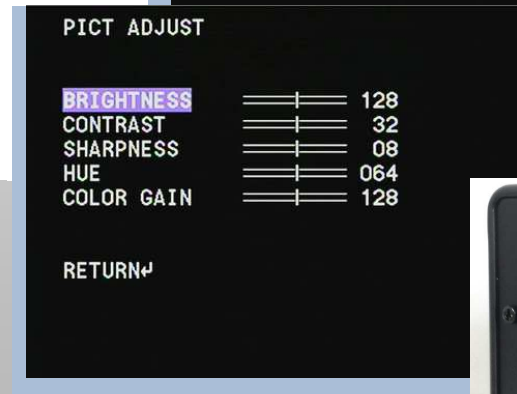 PICT ADJUST
BRIGHTNESS 128
CONTRAST 32
SHARPNESS 08
HUE 064
COLOR GAIN 128
RETURN↵